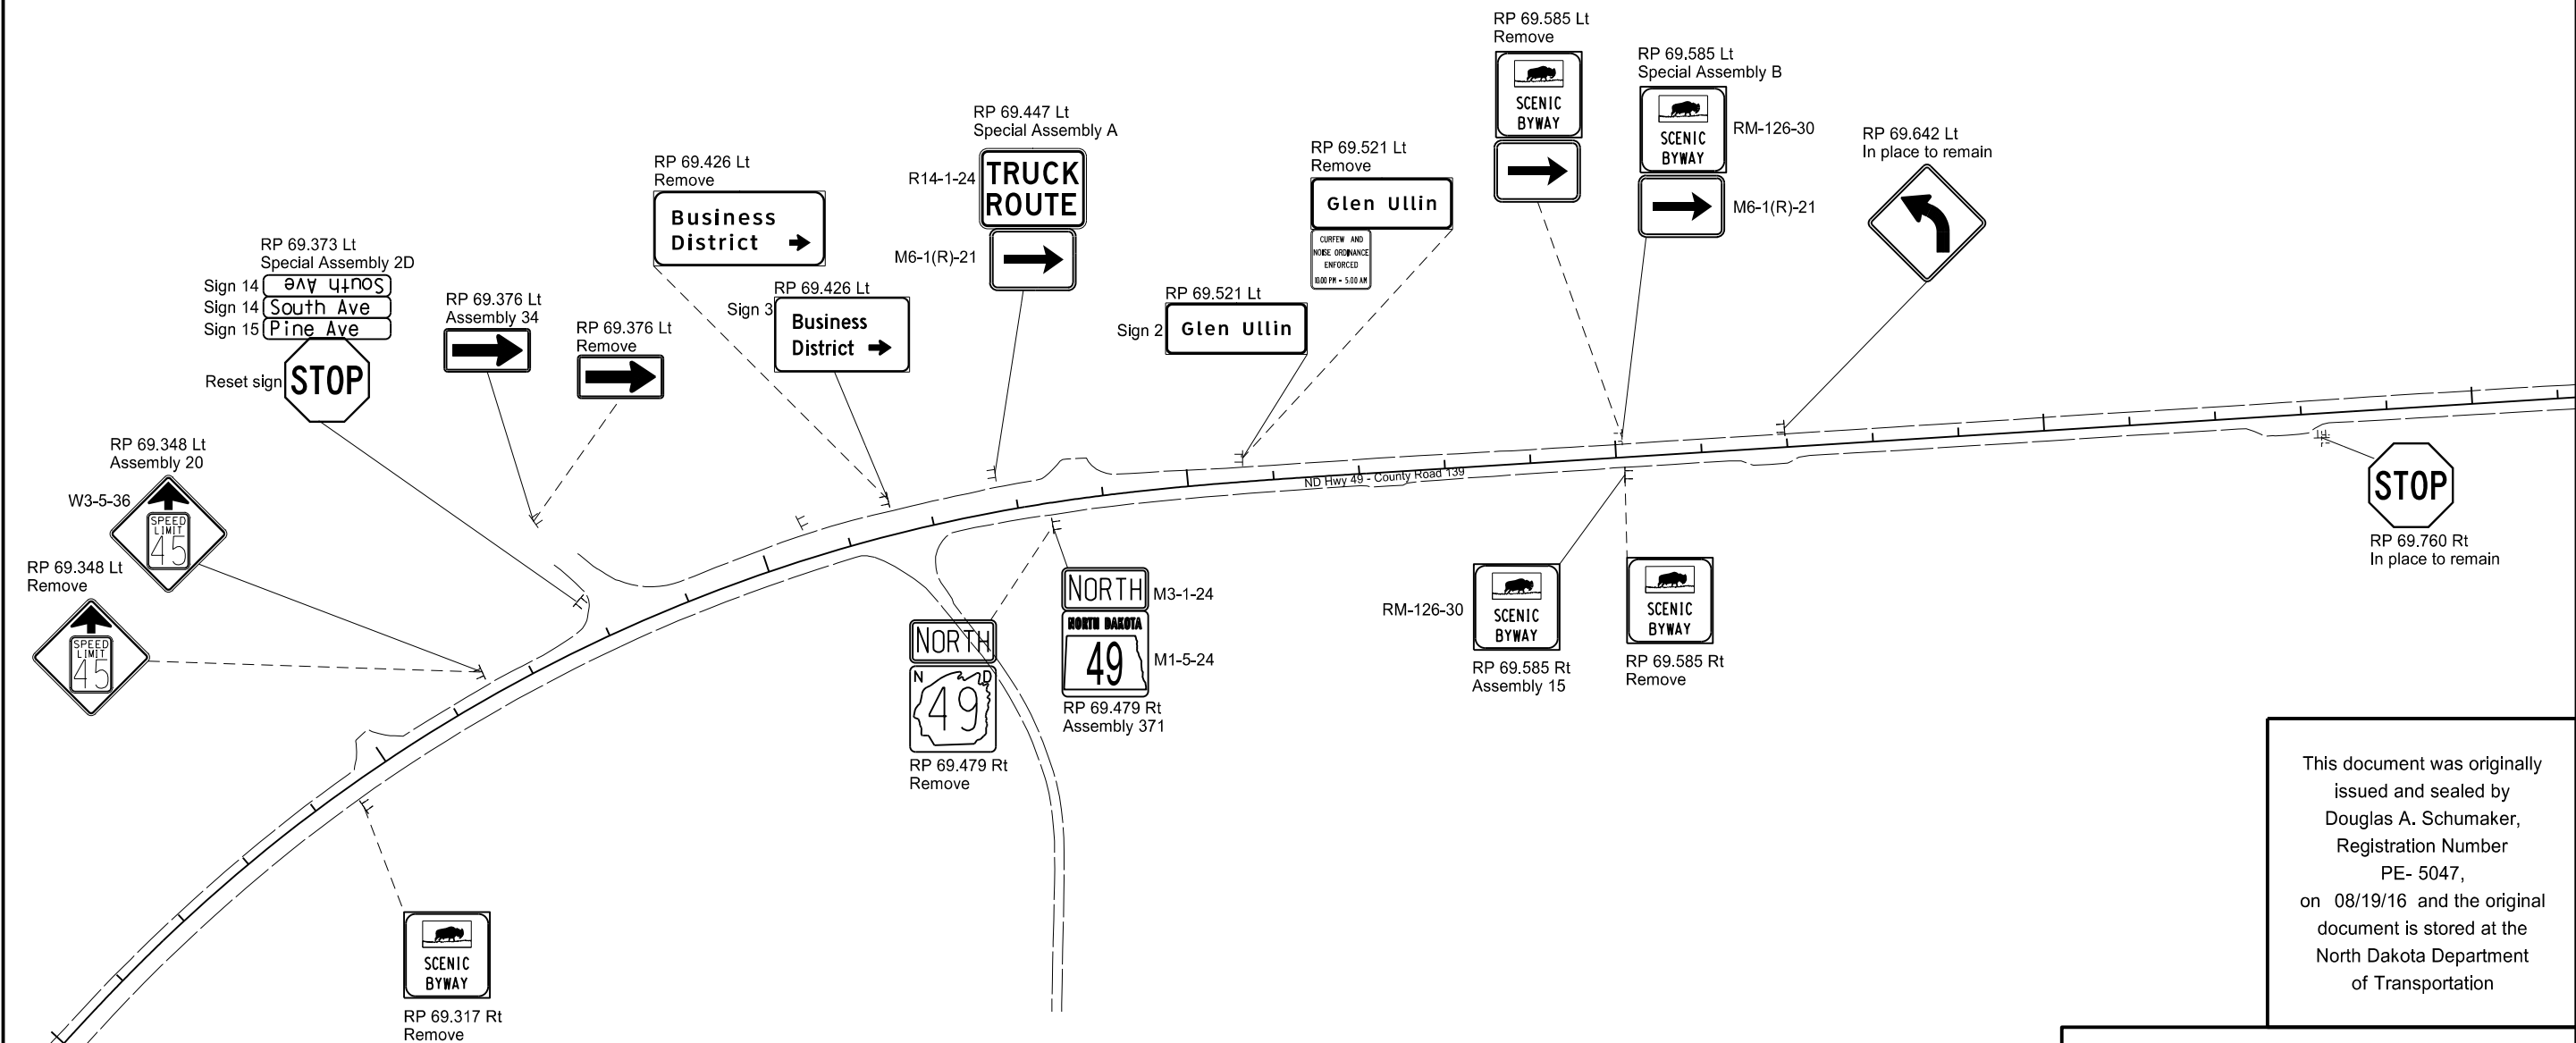 RP 69.585 Lt
Remove
SCENIC
BYWAY
RP 69.585 Lt
Special Assembly B
SCENIC
BYWAY
RM-126-30
M6-1(R)-21
RP 69.642 Lt
In place to remain
RP 69.447 Lt
Special Assembly A
R14-1-24
TRUCK
ROUTE
M6-1(R)-21
RP 69.521 Lt
Remove
Glen Ullin
CURFEW AND
NOISE ORDINANCE
ENFORCED
10:00 PM - 5:00 AM
RP 69.521 Lt
Sign 2
Glen Ullin
RP 69.426 Lt
Remove
Business
District
RP 69.426 Lt
Sign 3
Business
District
RP 69.373 Lt
Special Assembly 2D
Sign 14 South Ave
Sign 14 South Ave
Sign 15 Pine Ave
Reset sign STOP
RP 69.376 Lt
Assembly 34
RP 69.376 Lt
Remove
RP 69.348 Lt
Assembly 20
W3-5-36
SPEED
LIMIT
45
RP 69.348 Lt
Remove
SPEED
LIMIT
45
ND Hwy 49 - County Road 139
STOP
RP 69.760 Rt
In place to remain
NORTH
N D
49
RP 69.479 Rt
Remove
NORTH M3-1-24
NORTH DAKOTA
49
M1-5-24
RP 69.479 Rt
Assembly 371
RM-126-30
SCENIC
BYWAY
RP 69.585 Rt
Assembly 15
SCENIC
BYWAY
RP 69.585 Rt
Remove
SCENIC
BYWAY
RP 69.317 Rt
Remove
This document was originally
issued and sealed by
Douglas A. Schumaker,
Registration Number
PE- 5047,
on 08/19/16 and the original
document is stored at the
North Dakota Department
of Transportation